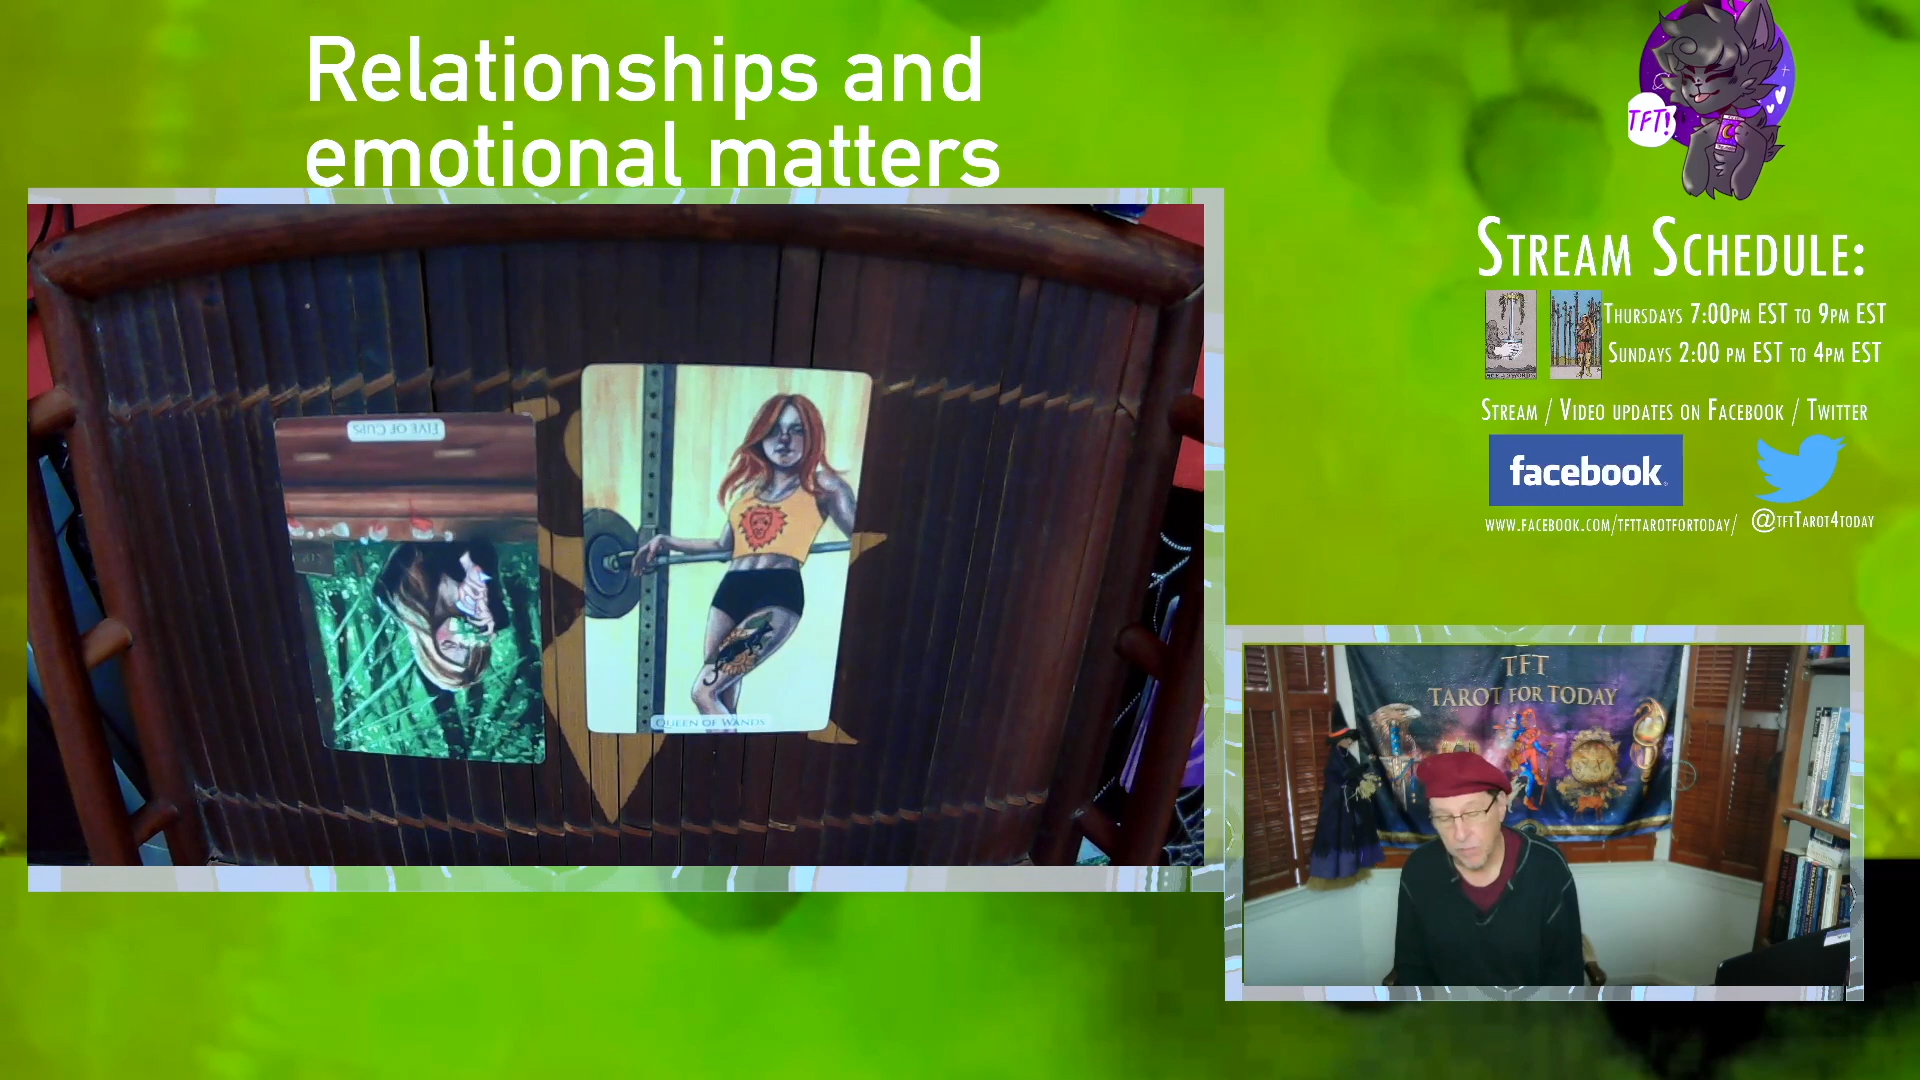 Relationships and
emotional matters
TFT!
STREAM SCHEDULE:
THURSDAYS 7:00PM EST TO 9PM EST
SUNDAYS 2:00 PM EST TO 4PM EST
STREAM / VIDEO UPDATES ON FACEBOOK / TWITTER
facebook
WWW.FACEBOOK.COM/TFTTAROTFORTODAY/
@TFTTAROT4TODAY
FIVE OF CUPS
QUEEN OF WANDS
TFT
TAROT FOR TODAY